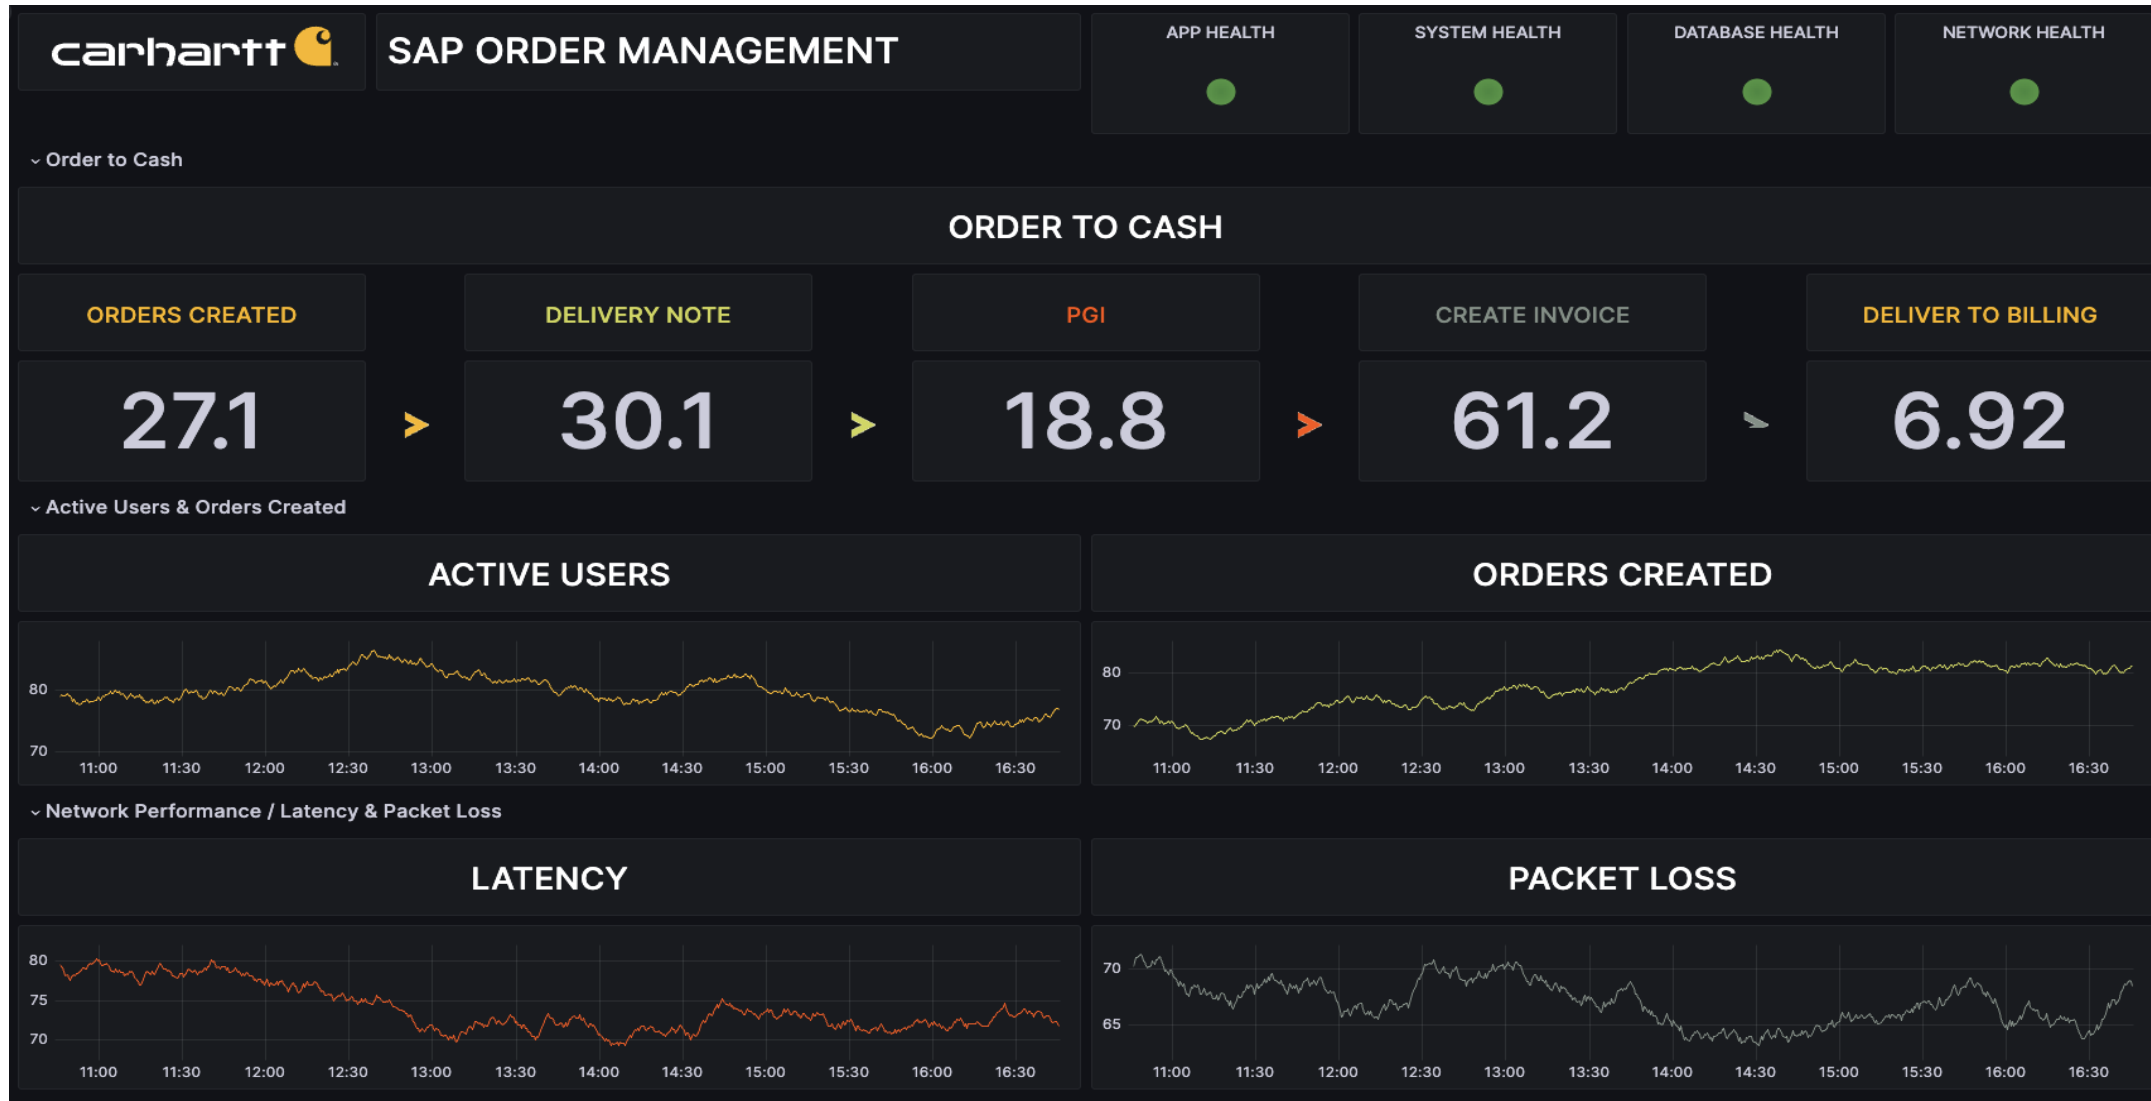 carhartt
SAP ORDER MANAGEMENT
APP HEALTH
SYSTEM HEALTH
DATABASE HEALTH
NETWORK HEALTH
Order to Cash
ORDER TO CASH
ORDERS CREATED
DELIVERY NOTE
PGI
CREATE INVOICE
DELIVER TO BILLING
27.1
>
30.1
>
18.8
>
61.2
6.92
Active Users & Orders Created
ACTIVE USERS
ORDERS CREATED
80
70
11:00 11:30 12:00 12:30 13:00 13:30 14:00 14:30 15:00 15:30 16:00 16:30
80
70
11:00 11:30 12:00 12:30 13:00 13:30 14:00 14:30 15:00 15:30 16:00 16:30
Network Performance / Latency & Packet Loss
LATENCY
PACKET LOSS
80
75
70
11:00 11:30 12:00 12:30 13:00 13:30 14:00 14:30 15:00 15:30 16:00 16:30
70
65
11:00 11:30 12:00 12:30 13:00 13:30 14:00 14:30 15:00 15:30 16:00 16:30